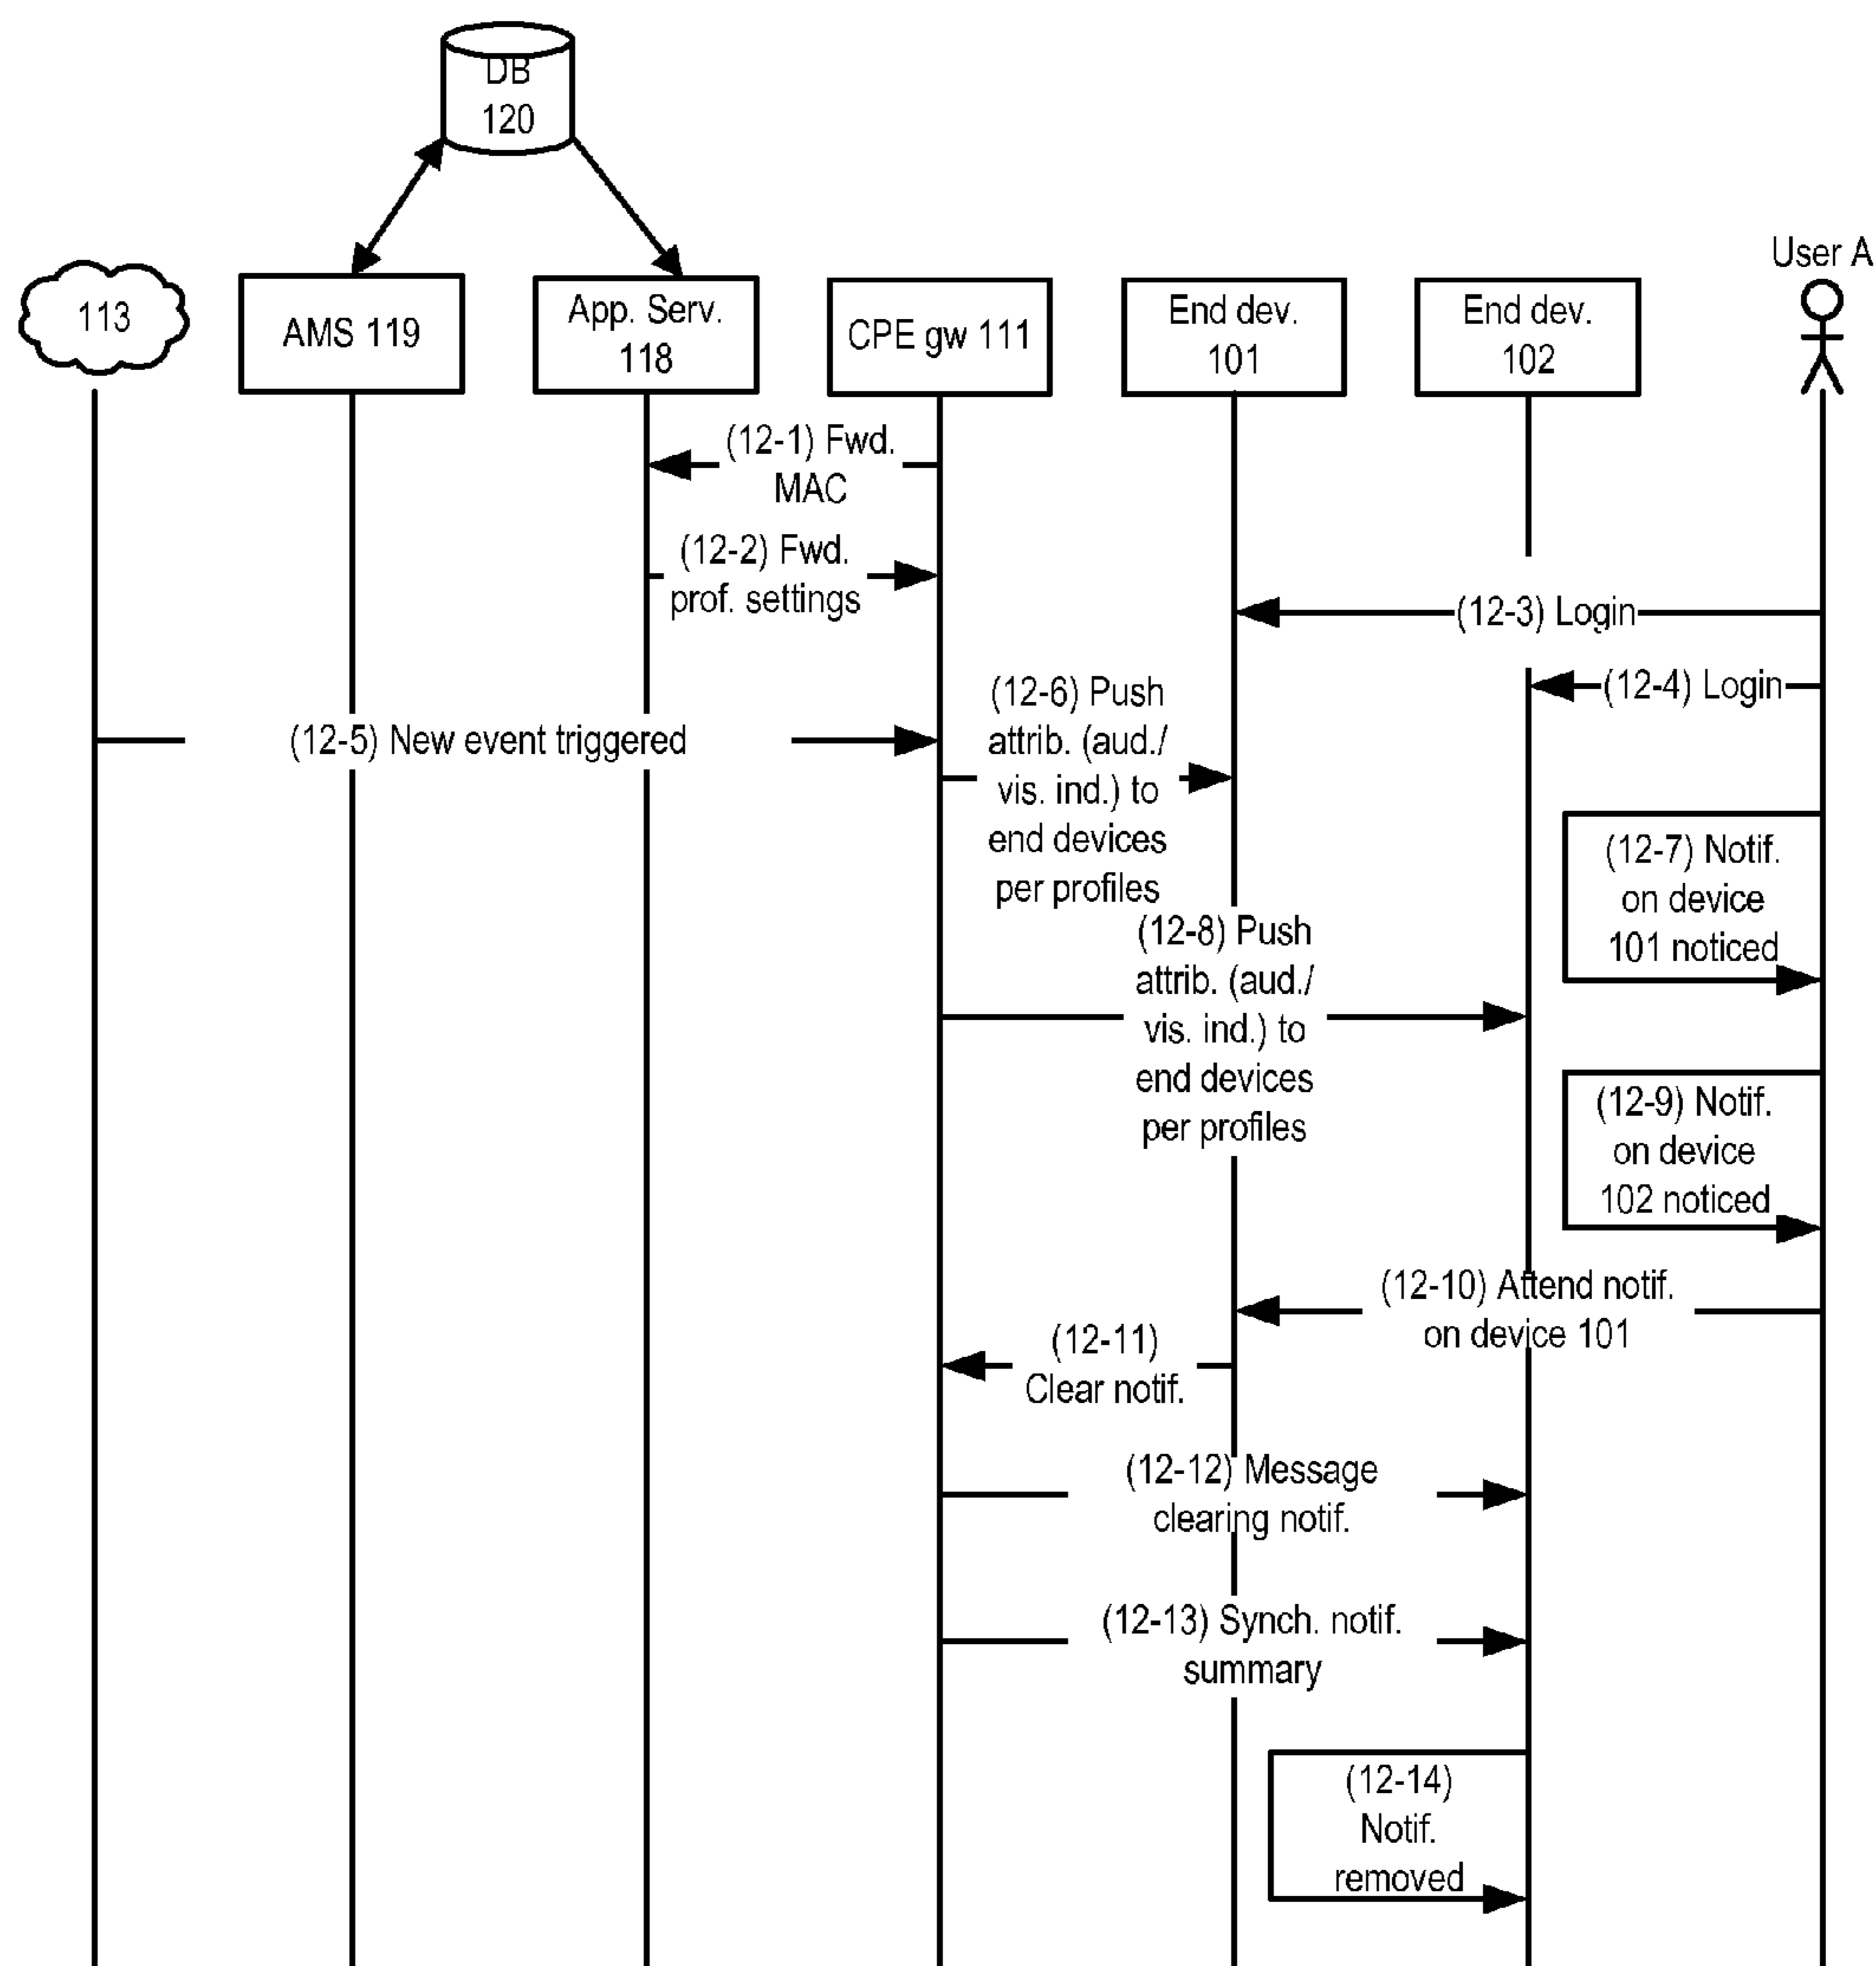 DB
120
User A
113
AMS 119
App. Serv.
118
CPE gw 111
End dev.
101
End dev.
102
(12-1) Fwd.
MAC
(12-2) Fwd.
prof. settings
(12-3) Login
(12-4) Login
(12-5) New event triggered
(12-6) Push
attrib. (aud./
vis. ind.) to
end devices
per profiles
(12-7) Notif.
on device
101 noticed
(12-8) Push
attrib. (aud./
vis. ind.) to
end devices
per profiles
(12-9) Notif.
on device
102 noticed
(12-10) Attend notif.
on device 101
(12-11)
Clear notif.
(12-12) Message
clearing notif.
(12-13) Synch. notif.
summary
(12-14)
Notif.
removed